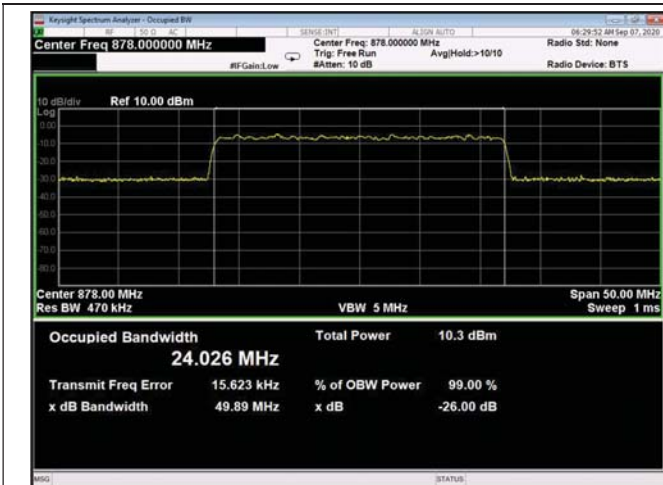 Keysight Spectrum Analyzer - Occupied BW
RF 50 Ω AC SENSE:INT ALIGN AUTO 06:29:52 AM Sep 07, 2020
Center Freq 878.000000 MHz Center Freq: 878.000000 MHz Radio Std: None
Trig: Free Run Avg|Hold:>10/10
#IFGain:Low #Atten: 10 dB Radio Device: BTS
10 dB/div Ref 10.00 dBm
Log
0.00
-10.0
-20.0
-30.0
-40.0
-50.0
-60.0
-70.0
-80.0
Center 878.00 MHz Span 50.00 MHz
Res BW 470 kHz VBW 5 MHz Sweep 1 ms
Occupied Bandwidth Total Power 10.3 dBm
24.026 MHz
Transmit Freq Error 15.623 kHz % of OBW Power 99.00 %
x dB Bandwidth 49.89 MHz x dB -26.00 dB
MSG STATUS